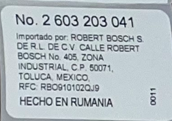 No. 2 603 203 041
Importado por: ROBERT BOSCH S.
DE R.L. DE C.V. CALLE ROBERT
BOSCH No. 405, ZONA
INDUSTRIAL, C.P. 50071,
TOLUCA, MEXICO,
RFC: RBO910102QJ9
HECHO EN RUMANIA
0011